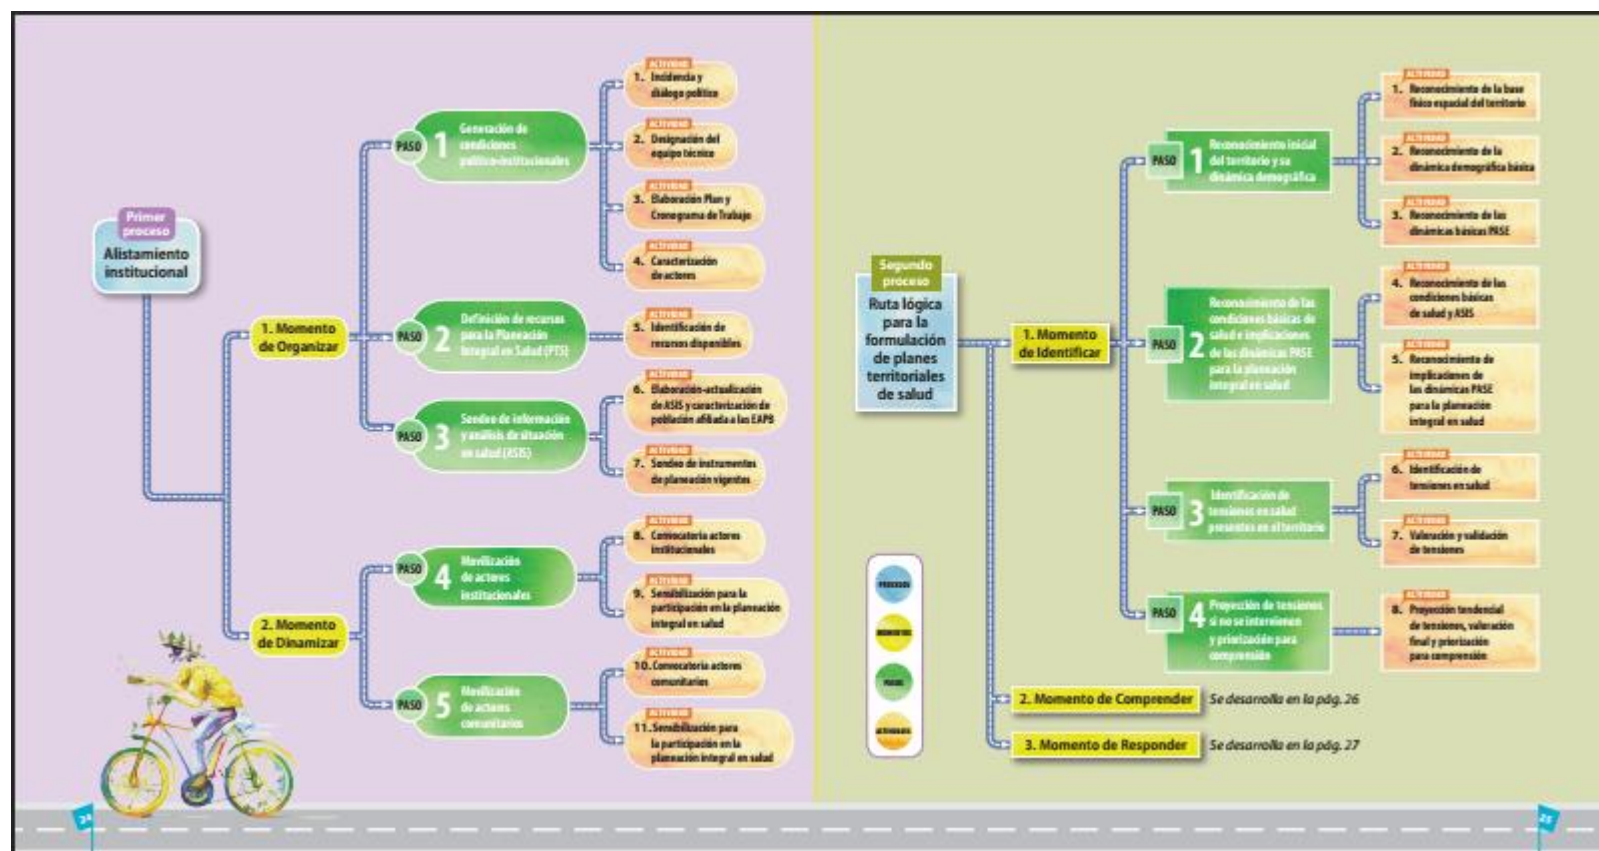 Primer
proceso
Alistamiento
institucional
1. Momento
de Organizar
PASO
1
Generación de
condiciones
político-institucionales
ACTIVIDAD
1. Incidencia y
diálogo político
ACTIVIDAD
2. Designación del
equipo técnico
ACTIVIDAD
3. Elaboración Plan y
Cronograma de Trabajo
ACTIVIDAD
4. Caracterización
de actores
PASO
2
Definición de recursos
para la Planeación
Integral en Salud (PTS)
ACTIVIDAD
5. Identificación de
recursos disponibles
PASO
3
Sondeo de información
y análisis de situación
en salud (ASIS)
ACTIVIDAD
6. Elaboración-actualización
de ASIS y caracterización de
población afiliada a las EAPB
ACTIVIDAD
7. Sondeo de instrumentos
de planeación vigentes
2. Momento
de Dinamizar
PASO
4
Movilización
de actores
institucionales
ACTIVIDAD
8. Convocatoria actores
institucionales
ACTIVIDAD
9. Sensibilización para la
participación en la planeación
integral en salud
PASO
5
Movilización
de actores
comunitarios
ACTIVIDAD
10. Convocatoria actores
comunitarios
ACTIVIDAD
11. Sensibilización para
la participación en la
planeación integral en salud
24
Segundo
proceso
Ruta lógica
para la
formulación
de planes
territoriales
de salud
1. Momento
de Identificar
PASO
1
Reconocimiento inicial
del territorio y su
dinámica demográfica
ACTIVIDAD
1. Reconocimiento de la base
físico espacial del territorio
ACTIVIDAD
2. Reconocimiento de la
dinámica demográfica básica
ACTIVIDAD
3. Reconocimiento de las
dinámicas básicas PASE
PASO
2
Reconocimiento de las
condiciones básicas de
salud e implicaciones
de las dinámicas PASE
para la planeación
integral en salud
ACTIVIDAD
4. Reconocimiento de las
condiciones básicas
de salud y ASIS
ACTIVIDAD
5. Reconocimiento de
implicaciones de
las dinámicas PASE
para la planeación
integral en salud
PASO
3
Identificación de
tensiones en salud
presentes en el territorio
ACTIVIDAD
6. Identificación de
tensiones en salud
ACTIVIDAD
7. Valoración y validación
de tensiones
PASO
4
Proyección de tensiones
si no se intervienen
y priorización para
comprensión
ACTIVIDAD
8. Proyección tendencial
de tensiones, valoración
final y priorización
para comprensión
2. Momento de Comprender Se desarrolla en la pág. 26
3. Momento de Responder Se desarrolla en la pág. 27
PROCESOS
MOMENTOS
PASOS
ACTIVIDADES
25